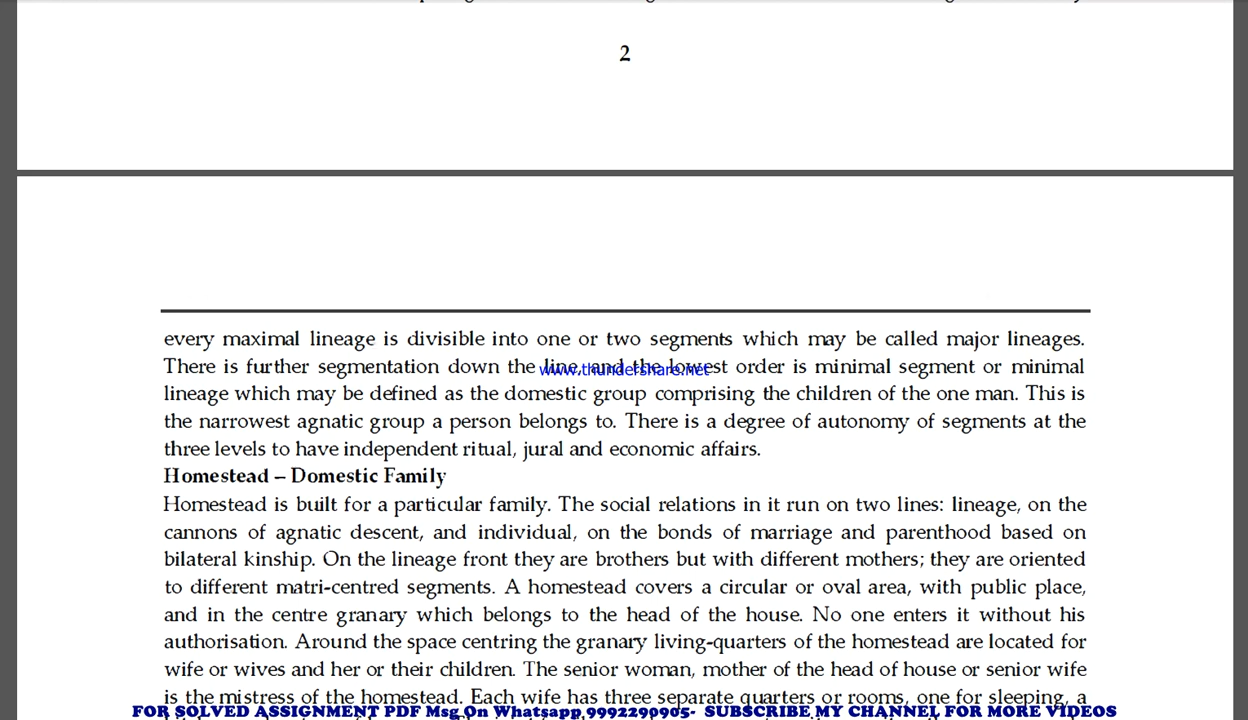 2
every maximal lineage is divisible into one or two segments which may be called major lineages.
There is further segmentation down the line, and the lowest order is minimal segment or minimal
www.thundershare.net
lineage which may be defined as the domestic group comprising the children of the one man. This is
the narrowest agnatic group a person belongs to. There is a degree of autonomy of segments at the
three levels to have independent ritual, jural and economic affairs.
Homestead – Domestic Family
Homestead is built for a particular family. The social relations in it run on two lines: lineage, on the
cannons of agnatic descent, and individual, on the bonds of marriage and parenthood based on
bilateral kinship. On the lineage front they are brothers but with different mothers; they are oriented
to different matri-centred segments. A homestead covers a circular or oval area, with public place,
and in the centre granary which belongs to the head of the house. No one enters it without his
authorisation. Around the space centring the granary living-quarters of the homestead are located for
wife or wives and her or their children. The senior woman, mother of the head of house or senior wife
is the mistress of the homestead. Each wife has three separate quarters or rooms, one for sleeping, a
FOR SOLVED ASSIGNMENT PDF Msg On Whatsapp 9992290905- SUBSCRIBE MY CHANNEL FOR MORE VIDEOS